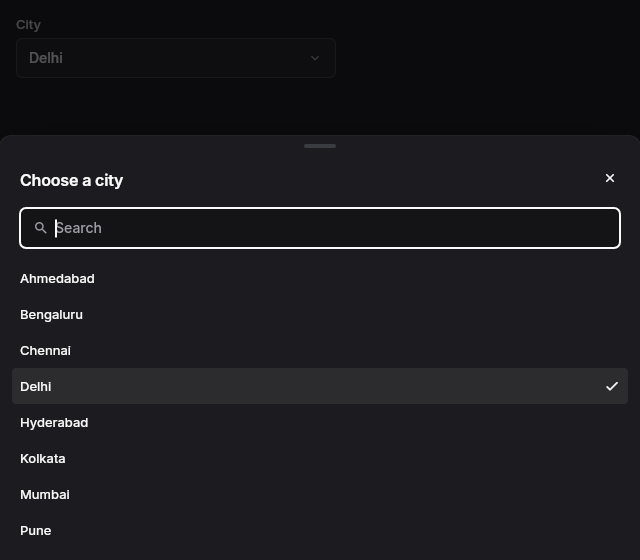 City
Delhi
Choose a city
Search
Ahmedabad
Bengaluru
Chennai
Delhi
Hyderabad
Kolkata
Mumbai
Pune